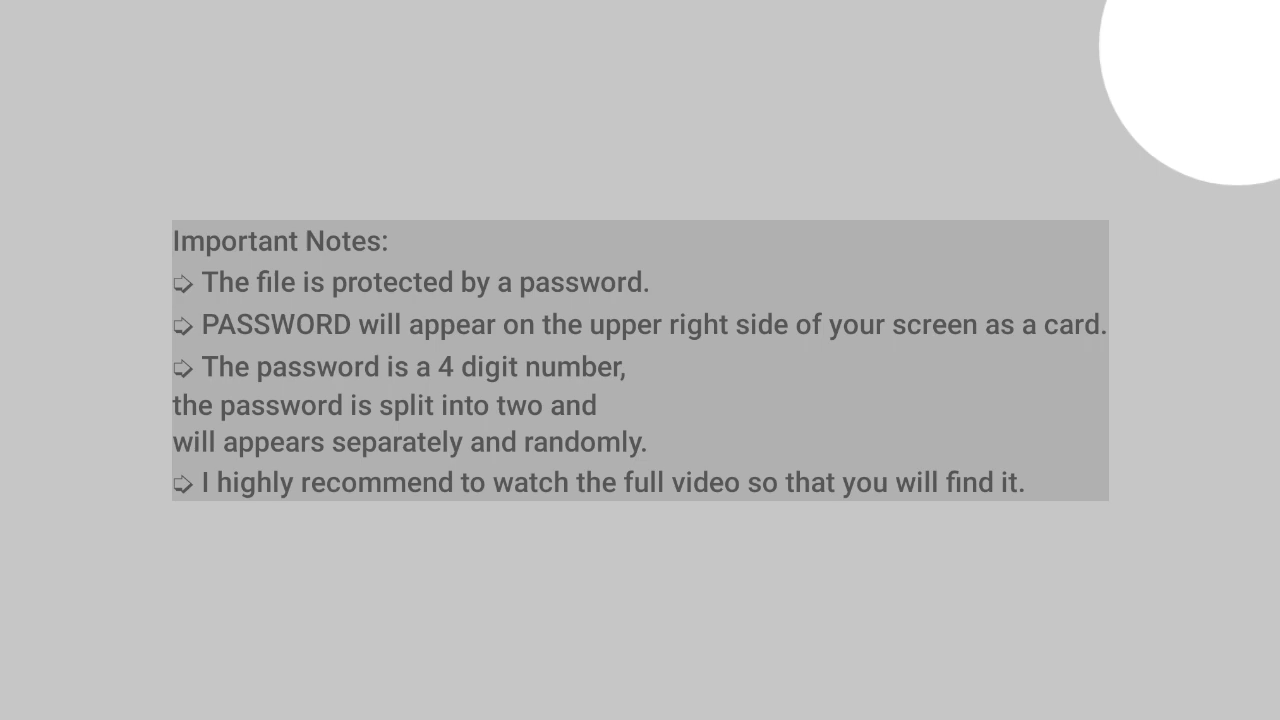 Important Notes:
➩ The file is protected by a password.
➩ PASSWORD will appear on the upper right side of your screen as a card.
➩ The password is a 4 digit number,
the password is split into two and
will appears separately and randomly.
➩ I highly recommend to watch the full video so that you will find it.